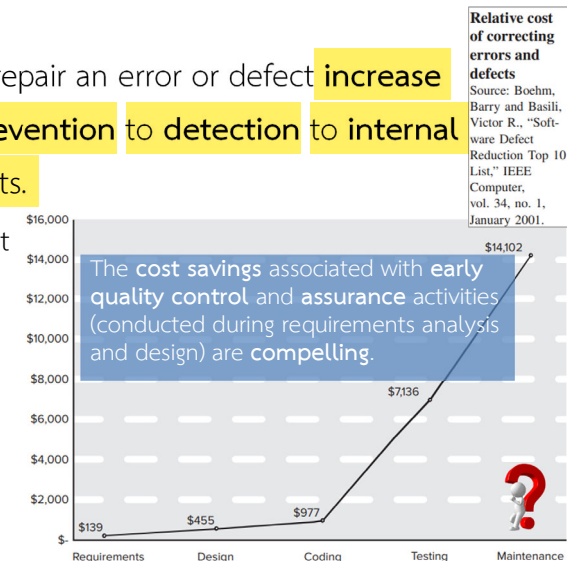 Relative cost
of correcting
errors and
defects
Source: Boehm,
Barry and Basili,
Victor R., “Soft-
ware Defect
Reduction Top 10
List,” IEEE
Computer,
vol. 34, no. 1,
January 2001.
repair an error or defect increase
evention to detection to internal
ts.
t
$16,000
$14,000
$12,000
$10,000
$8,000
$6,000
$4,000
$2,000
$-
The cost savings associated with early
quality control and assurance activities
(conducted during requirements analysis
and design) are compelling.
$139
$455
$977
$7,136
$14,102
Requirements Design Coding Testing Maintenance